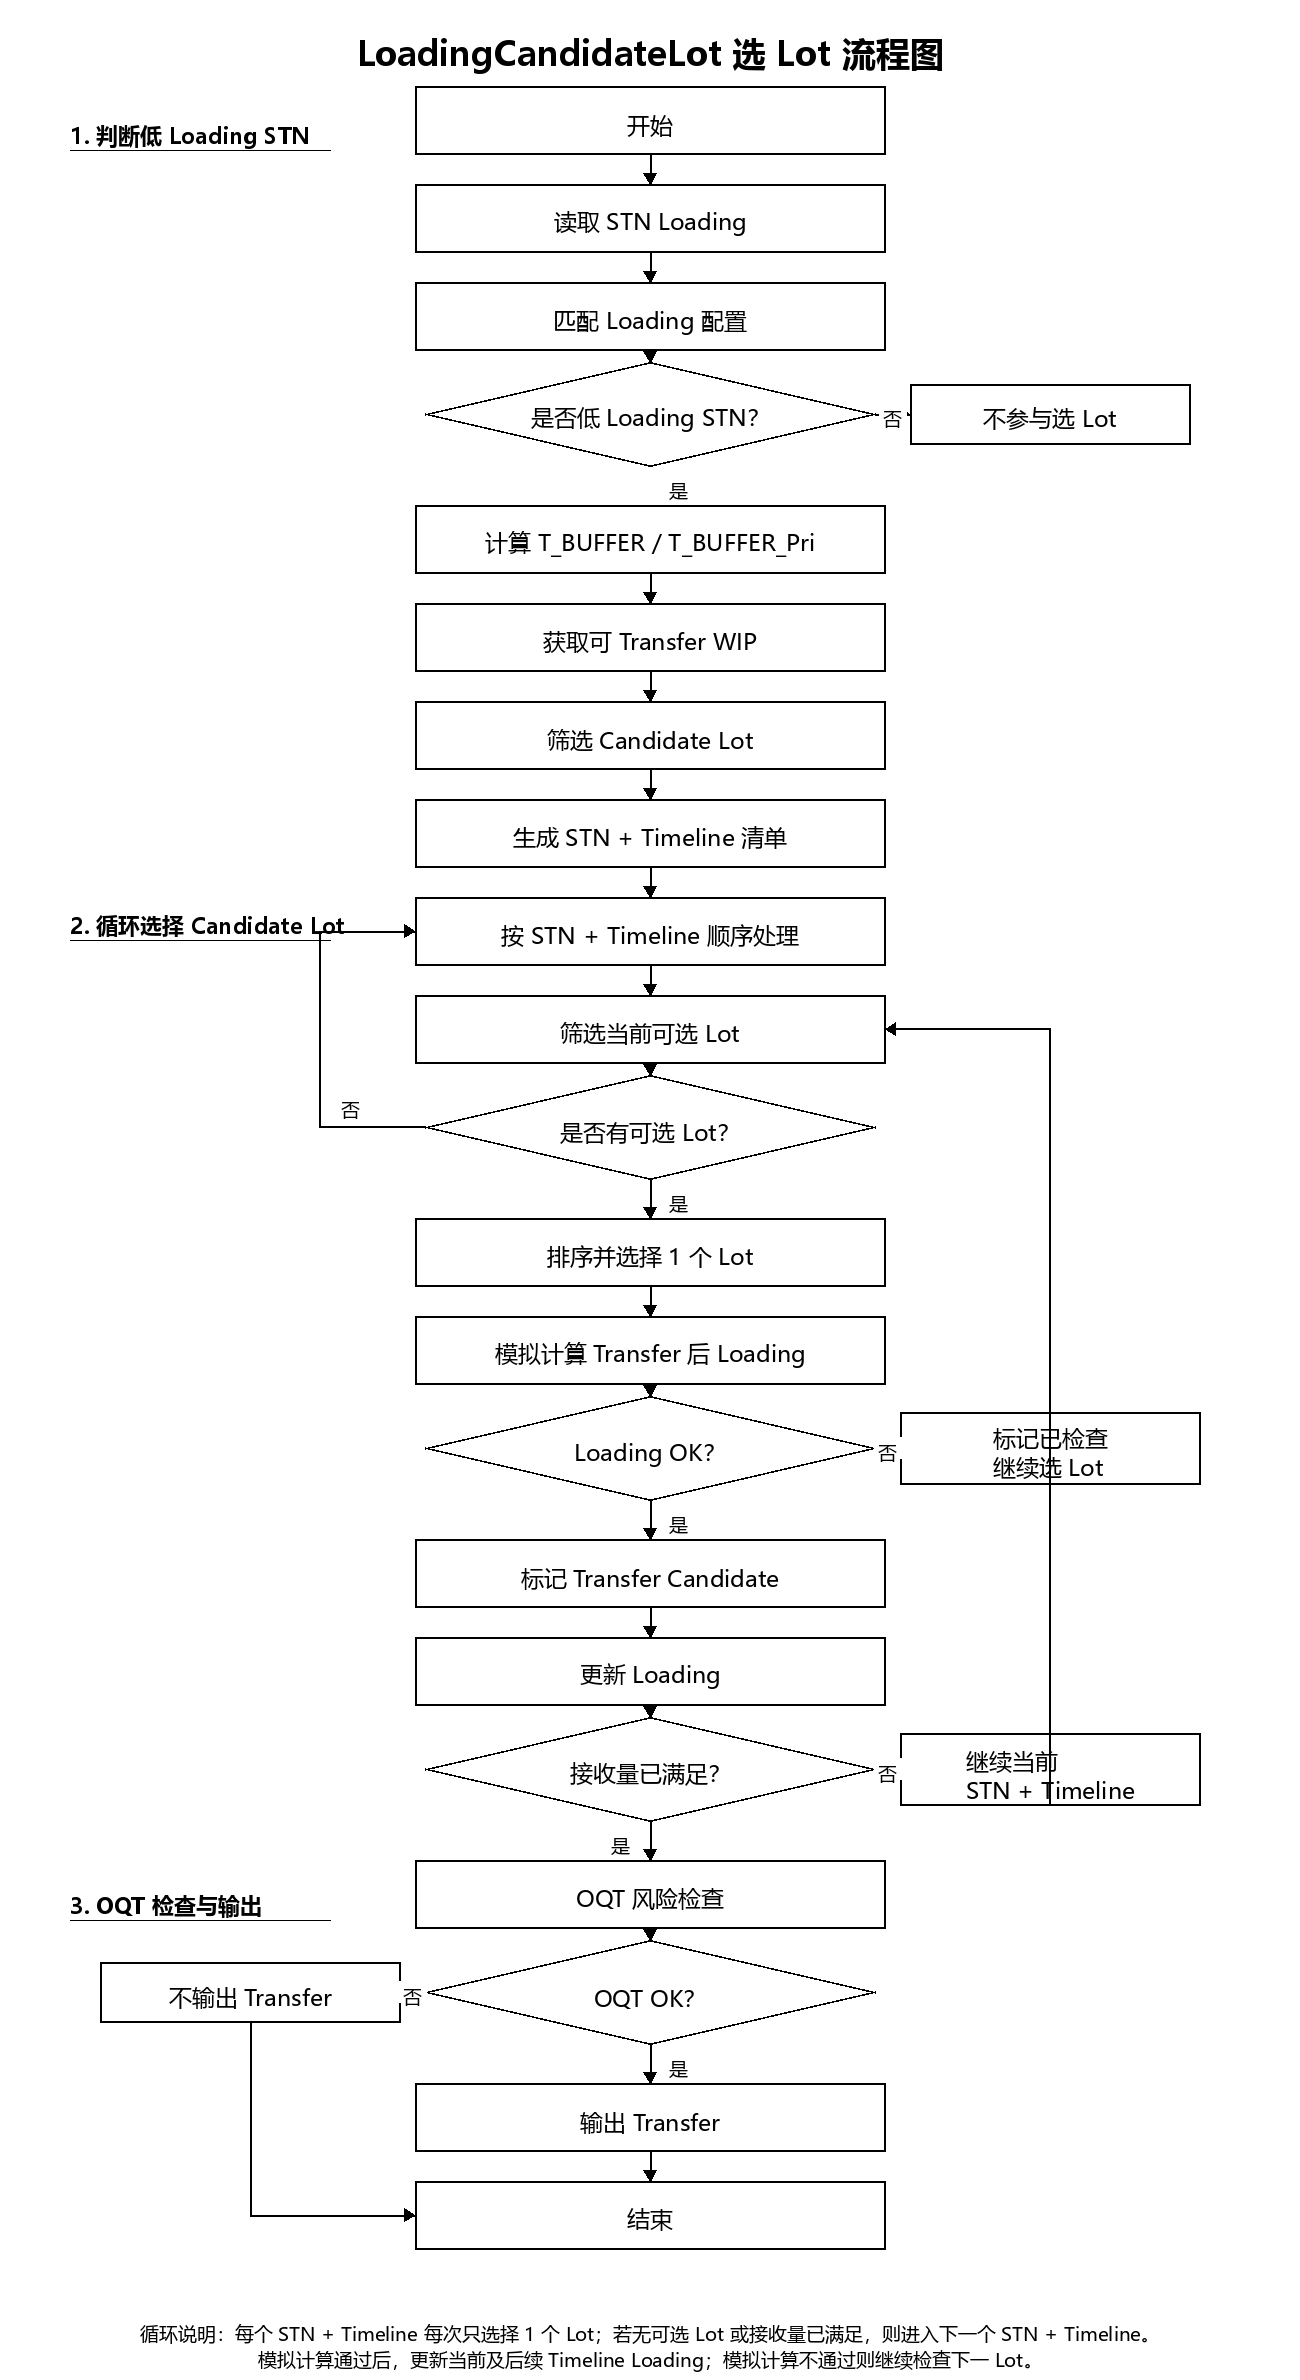 LoadingCandidateLot 选 Lot 流程图
1. 判断低 Loading STN
开始
读取 STN Loading
匹配 Loading 配置
是否低 Loading STN?
否
不参与选 Lot
是
计算 T_BUFFER / T_BUFFER_Pri
获取可 Transfer WIP
筛选 Candidate Lot
生成 STN + Timeline 清单
2. 循环选择 Candidate Lot
按 STN + Timeline 顺序处理
筛选当前可选 Lot
否
是否有可选 Lot?
是
排序并选择 1 个 Lot
模拟计算 Transfer 后 Loading
Loading OK?
否
标记已检查
继续选 Lot
是
标记 Transfer Candidate
更新 Loading
接收量已满足?
否
继续当前
STN + Timeline
是
OQT 风险检查
3. OQT 检查与输出
不输出 Transfer
否
OQT OK?
是
输出 Transfer
结束
循环说明：每个 STN + Timeline 每次只选择 1 个 Lot；若无可选 Lot 或接收量已满足，则进入下一个 STN + Timeline。
模拟计算通过后，更新当前及后续 Timeline Loading；模拟计算不通过则继续检查下一 Lot。